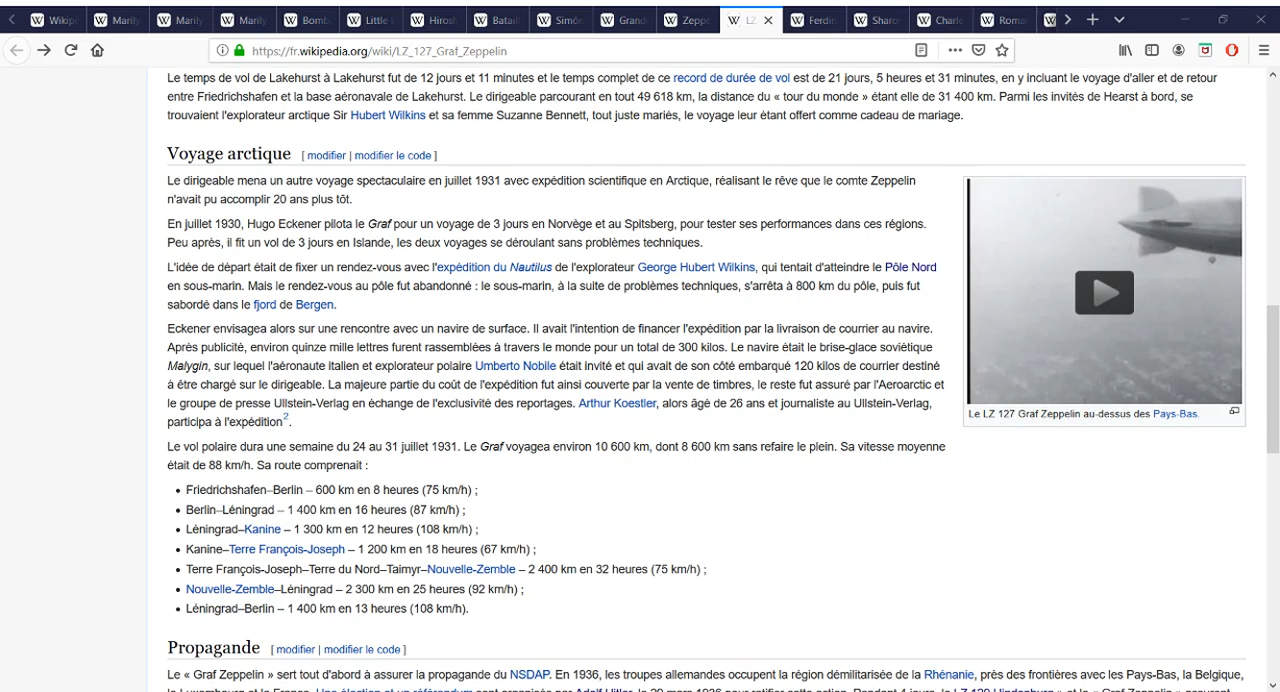 Wikip
Marily
Marily
Marily
Bomb
Little
Hirosh
Batail
Simón
Grand
Zeppe
LZ
Ferdin
Sharo
Charle
Roma
https://fr.wikipedia.org/wiki/LZ_127_Graf_Zeppelin
Le temps de vol de Lakehurst à Lakehurst fut de 12 jours et 11 minutes et le temps complet de ce record de durée de vol est de 21 jours, 5 heures et 31 minutes, en y incluant le voyage d'aller et de retour
entre Friedrichshafen et la base aéronavale de Lakehurst. Le dirigeable parcourant en tout 49 618 km, la distance du « tour du monde » étant elle de 31 400 km. Parmi les invités de Hearst à bord, se
trouvaient l'explorateur arctique Sir Hubert Wilkins et sa femme Suzanne Bennett, tout juste mariés, le voyage leur étant offert comme cadeau de mariage.
Voyage arctique [ modifier | modifier le code ]
Le dirigeable mena un autre voyage spectaculaire en juillet 1931 avec expédition scientifique en Arctique, réalisant le rêve que le comte Zeppelin
n'avait pu accomplir 20 ans plus tôt.
En juillet 1930, Hugo Eckener pilota le Graf pour un voyage de 3 jours en Norvège et au Spitsberg, pour tester ses performances dans ces régions.
Peu après, il fit un vol de 3 jours en Islande, les deux voyages se déroulant sans problèmes techniques.
L'idée de départ était de fixer un rendez-vous avec l'expédition du Nautilus de l'explorateur George Hubert Wilkins, qui tentait d'atteindre le Pôle Nord
en sous-marin. Mais le rendez-vous au pôle fut abandonné : le sous-marin, à la suite de problèmes techniques, s'arrêta à 800 km du pôle, puis fut
sabordé dans le fjord de Bergen.
Eckener envisagea alors sur une rencontre avec un navire de surface. Il avait l'intention de financer l'expédition par la livraison de courrier au navire.
Après publicité, environ quinze mille lettres furent rassemblées à travers le monde pour un total de 300 kilos. Le navire était le brise-glace soviétique
Malygin, sur lequel l'aéronaute italien et explorateur polaire Umberto Nobile était invité et qui avait de son côté embarqué 120 kilos de courrier destiné
à être chargé sur le dirigeable. La majeure partie du coût de l'expédition fut ainsi couverte par la vente de timbres, le reste fut assuré par l'Aeroarctic et
le groupe de presse Ullstein-Verlag en échange de l'exclusivité des reportages. Arthur Koestler, alors âgé de 26 ans et journaliste au Ullstein-Verlag,
participa à l'expédition2.
Le LZ 127 Graf Zeppelin au-dessus des Pays-Bas.
Le vol polaire dura une semaine du 24 au 31 juillet 1931. Le Graf voyagea environ 10 600 km, dont 8 600 km sans refaire le plein. Sa vitesse moyenne
était de 88 km/h. Sa route comprenait :
• Friedrichshafen–Berlin – 600 km en 8 heures (75 km/h) ;
• Berlin–Léningrad – 1 400 km en 16 heures (87 km/h) ;
• Léningrad–Kanine – 1 300 km en 12 heures (108 km/h) ;
• Kanine–Terre François-Joseph – 1 200 km en 18 heures (67 km/h) ;
• Terre François-Joseph–Terre du Nord–Taimyr–Nouvelle-Zemble – 2 400 km en 32 heures (75 km/h) ;
• Nouvelle-Zemble–Léningrad – 2 300 km en 25 heures (92 km/h) ;
• Léningrad–Berlin – 1 400 km en 13 heures (108 km/h).
Propagande [ modifier | modifier le code ]
Le « Graf Zeppelin » sert tout d'abord à assurer la propagande du NSDAP. En 1936, les troupes allemandes occupent la région démilitarisée de la Rhénanie, près des frontières avec les Pays-Bas, la Belgique,